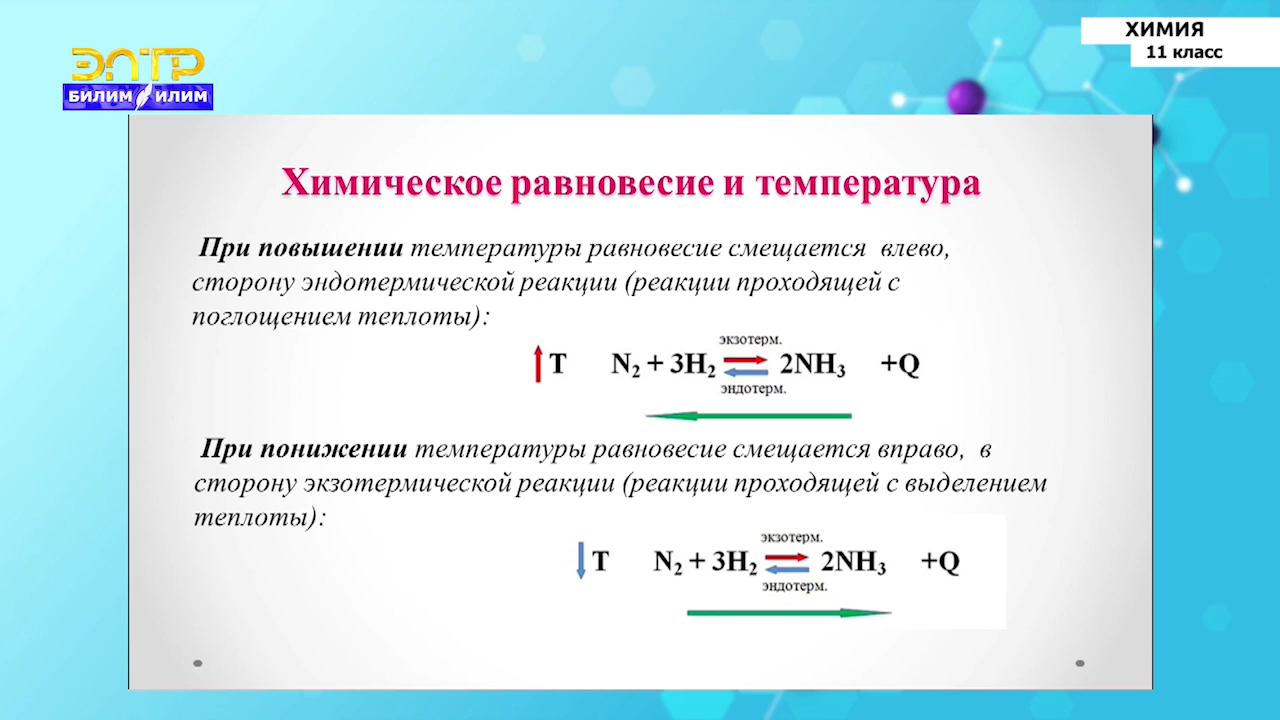 ХИМИЯ
11 класс
ЭЛТР
БИЛИМ ИЛИМ
Химическое равновесие и температура
При повышении температуры равновесие смещается влево,
сторону эндотермической реакции (реакции проходящей с
поглощением теплоты):
экзотерм.
↑ T N₂ + 3H₂ ⇄ 2NH₃ +Q
эндотерм.
←
При понижении температуры равновесие смещается вправо, в
сторону экзотермической реакции (реакции проходящей с выделением
теплоты):
экзотерм.
↓ T N₂ + 3H₂ ⇄ 2NH₃ +Q
эндотерм.
→